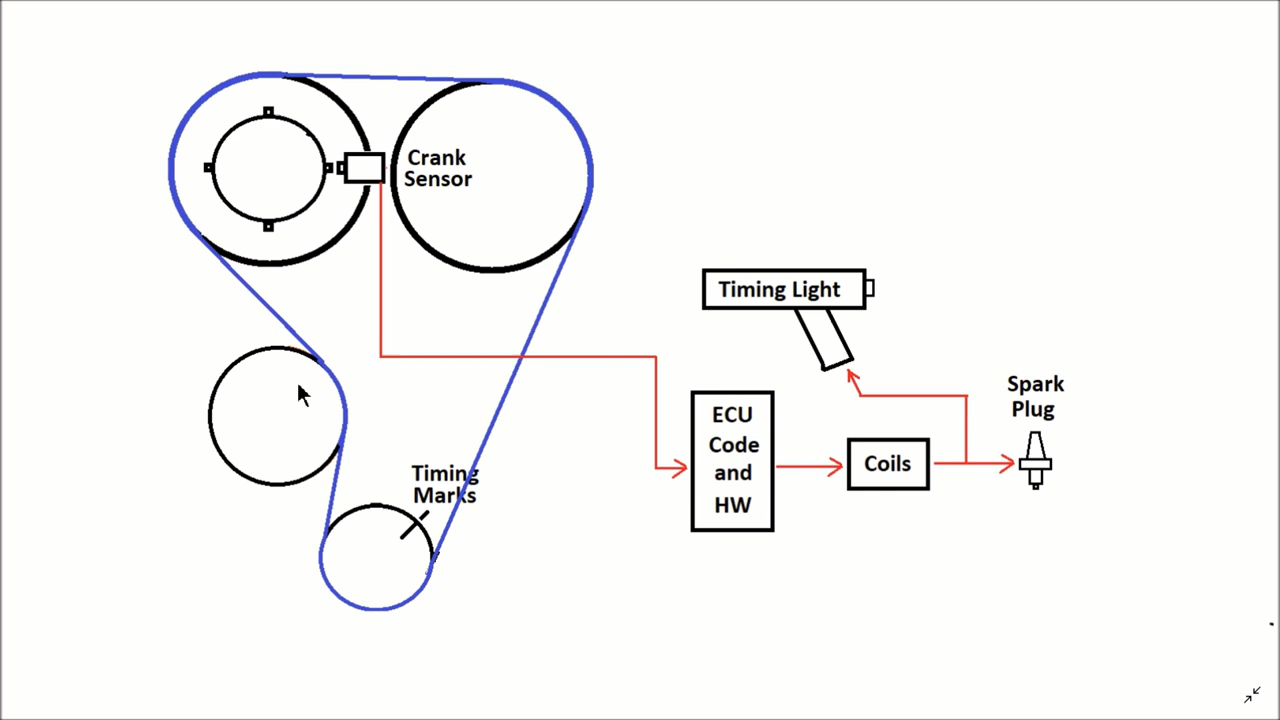 Crank
Sensor
Timing Light
Spark
Plug
ECU
Code
and
HW
Coils
Timing
Marks